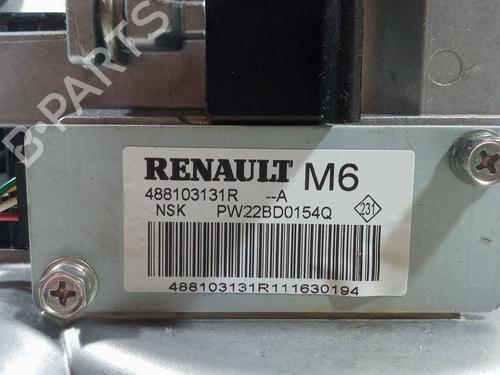 B-PARTS
RENAULT M6
488103131R --A
NSK PW22BD0154Q 231
488103131R111630194